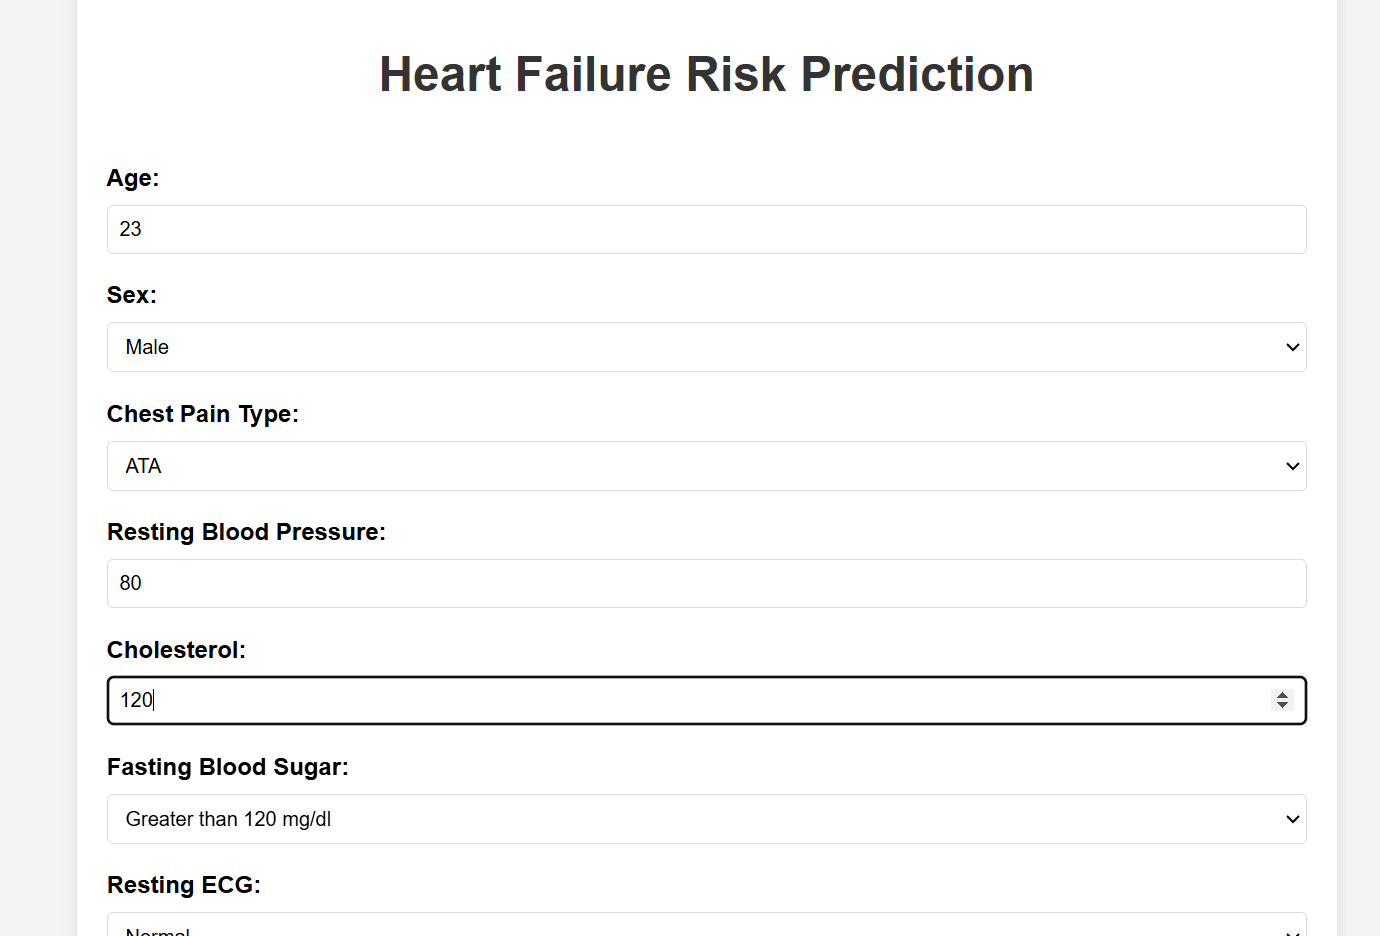 Heart Failure Risk Prediction
Age:
23
Sex:
Male
Chest Pain Type:
ATA
Resting Blood Pressure:
80
Cholesterol:
120
Fasting Blood Sugar:
Greater than 120 mg/dl
Resting ECG:
Normal